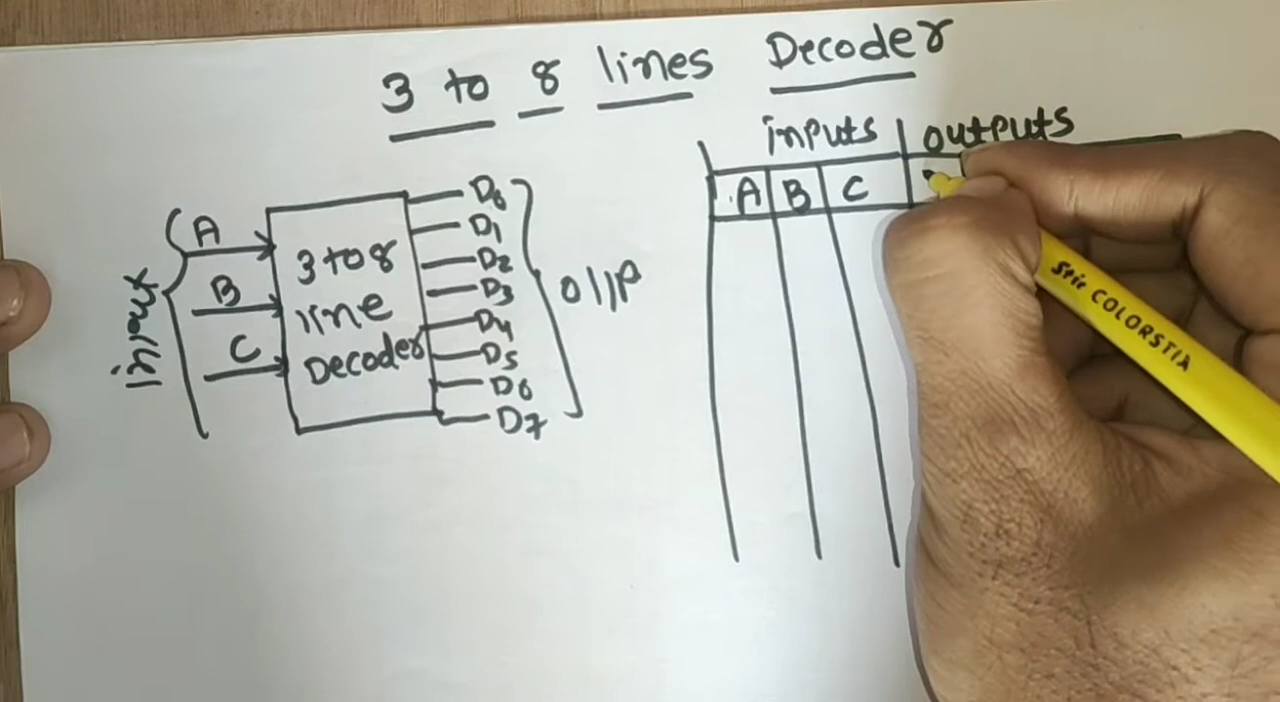 3 to 8 lines Decoder
inputs outputs
A B C
input
A
B
C
3 to 8
line
Decoder
D0
D1
D2
D3
D4
D5
D6
D7
o/p
Stic COLORSTIX